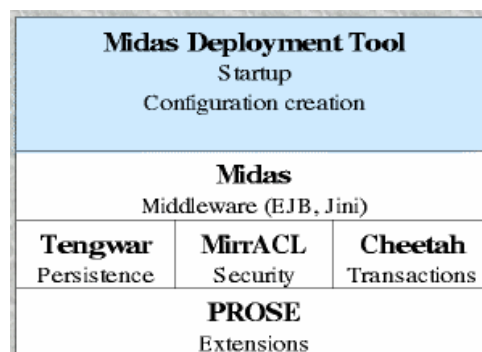 Midas Deployment Tool
Startup
Configuration creation
Midas
Middleware (EJB, Jini)
Tengwar MirrACL Cheetah
Persistence Security Transactions
PROSE
Extensions